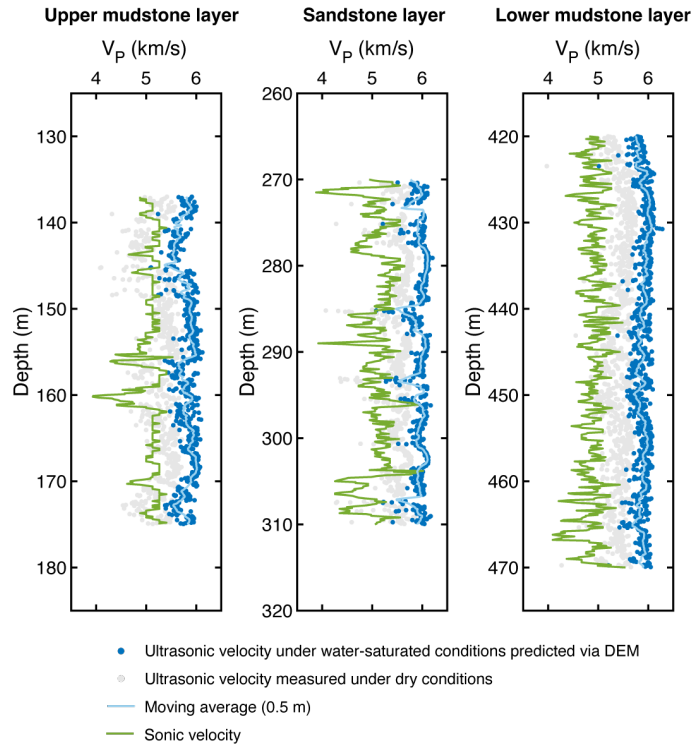 Upper mudstone layer
Sandstone layer
Lower mudstone layer
VP (km/s)
VP (km/s)
VP (km/s)
4 5 6
4 5 6
4 5 6
Depth (m)
130
140
150
160
170
180
Depth (m)
260
270
280
290
300
310
320
Depth (m)
420
430
440
450
460
470
Ultrasonic velocity under water-saturated conditions predicted via DEM
Ultrasonic velocity measured under dry conditions
Moving average (0.5 m)
Sonic velocity